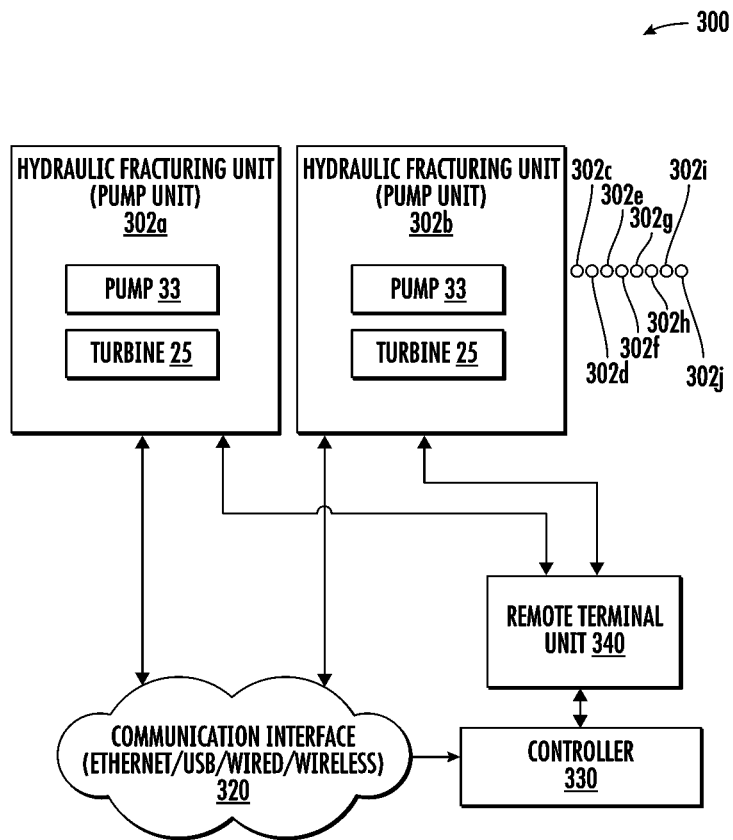 300
HYDRAULIC FRACTURING UNIT
(PUMP UNIT)
302a
PUMP 33
TURBINE 25
HYDRAULIC FRACTURING UNIT
(PUMP UNIT)
302b
PUMP 33
TURBINE 25
302c
302e
302g
302i
302d
302f
302h
302j
REMOTE TERMINAL
UNIT 340
COMMUNICATION INTERFACE
(ETHERNET/USB/WIRED/WIRELESS)
320
CONTROLLER
330